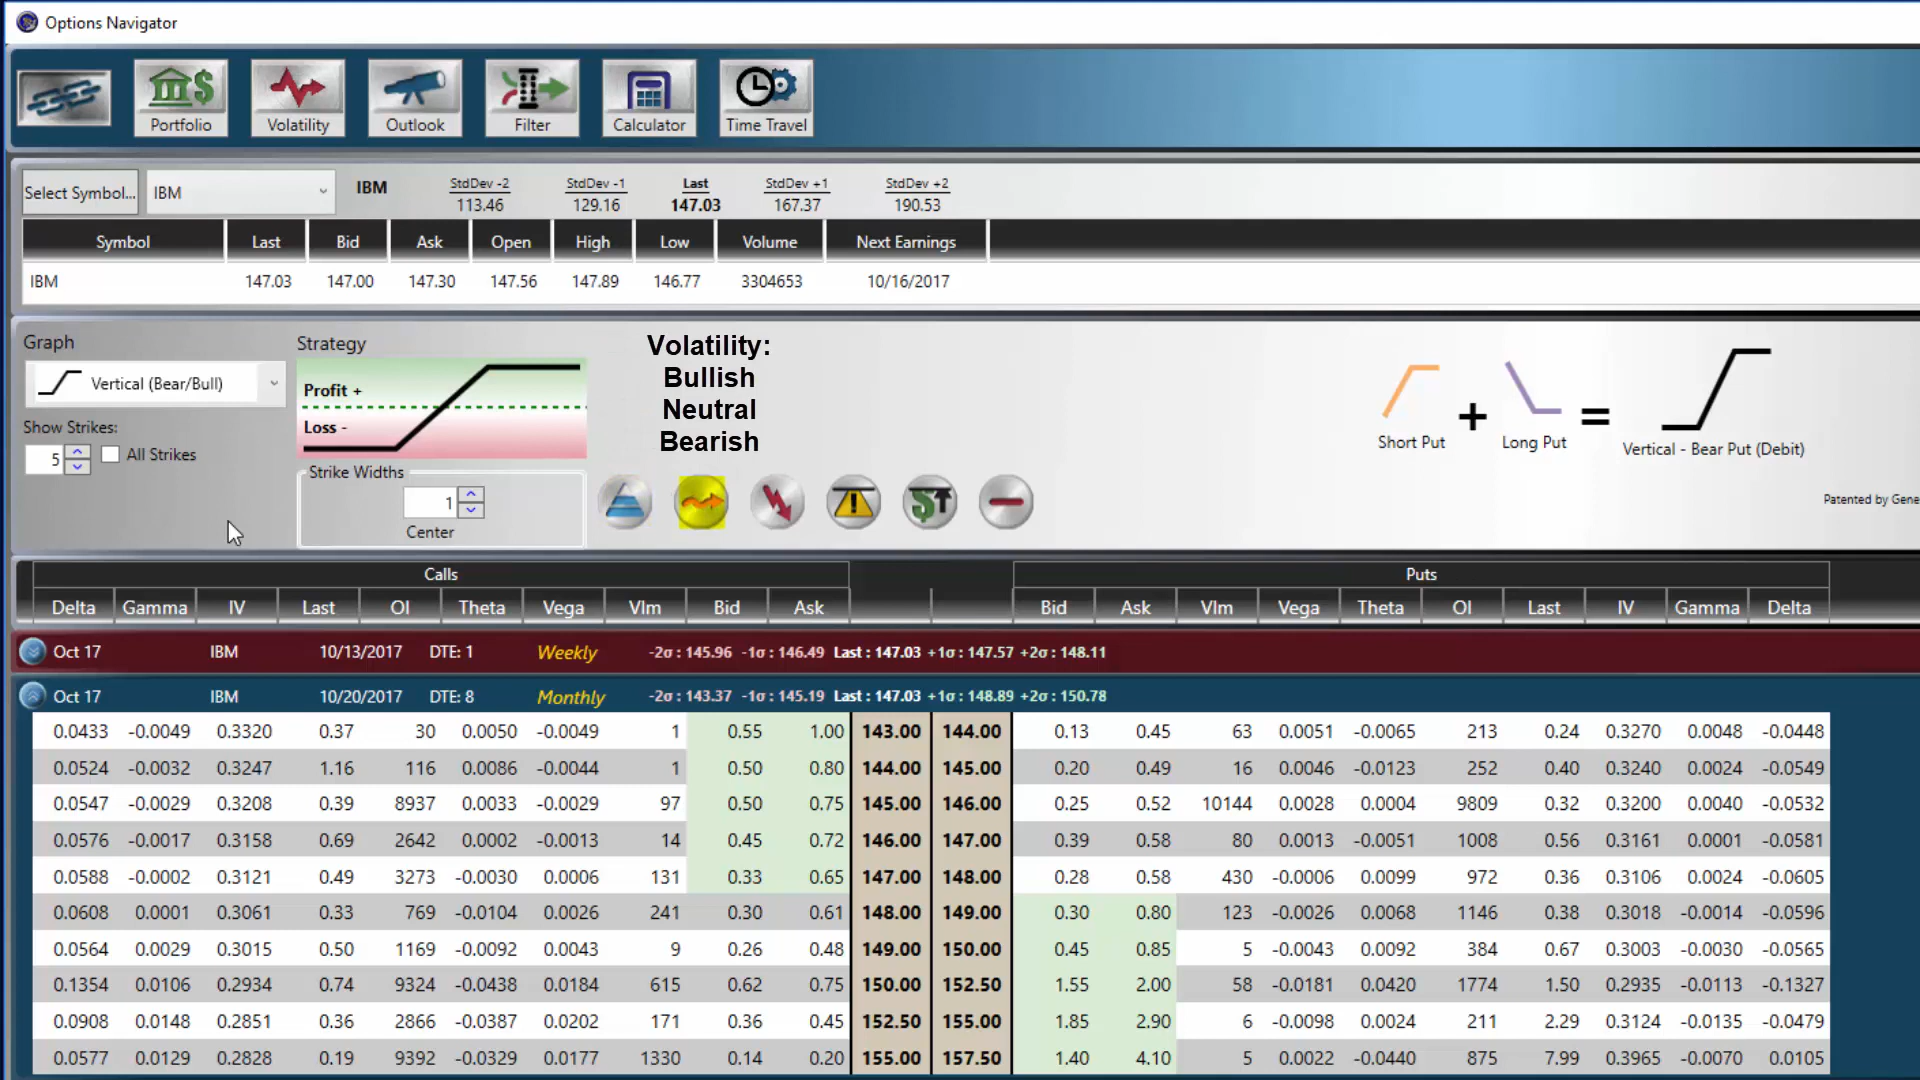 Options Navigator
Portfolio Volatility Outlook Filter Calculator Time Travel
Select Symbol... IBM IBM StdDev -2 StdDev -1 Last StdDev +1 StdDev +2
113.46 129.16 147.03 167.37 190.53
Symbol Last Bid Ask Open High Low Volume Next Earnings
IBM 147.03 147.00 147.30 147.56 147.89 146.77 3304653 10/16/2017
Graph
Vertical (Bear/Bull)
Show Strikes:
5 All Strikes
Strategy
Profit +
Loss -
Strike Widths
1
Center
Volatility:
Bullish
Neutral
Bearish
Short Put + Long Put = Vertical - Bear Put (Debit)
Patented by Gene
Calls Puts
Delta Gamma IV Last OI Theta Vega Vlm Bid Ask Bid Ask Vlm Vega Theta OI Last IV Gamma Delta
Oct 17 IBM 10/13/2017 DTE: 1 Weekly -2σ : 145.96 -1σ : 146.49 Last : 147.03 +1σ : 147.57 +2σ : 148.11
Oct 17 IBM 10/20/2017 DTE: 8 Monthly -2σ : 143.37 -1σ : 145.19 Last : 147.03 +1σ : 148.89 +2σ : 150.78
0.0433 -0.0049 0.3320 0.37 30 0.0050 -0.0049 1 0.55 1.00 143.00 144.00 0.13 0.45 63 0.0051 -0.0065 213 0.24 0.3270 0.0048 -0.0448
0.0524 -0.0032 0.3247 1.16 116 0.0086 -0.0044 1 0.50 0.80 144.00 145.00 0.20 0.49 16 0.0046 -0.0123 252 0.40 0.3240 0.0024 -0.0549
0.0547 -0.0029 0.3208 0.39 8937 0.0033 -0.0029 97 0.50 0.75 145.00 146.00 0.25 0.52 10144 0.0028 0.0004 9809 0.32 0.3200 0.0040 -0.0532
0.0576 -0.0017 0.3158 0.69 2642 0.0002 -0.0013 14 0.45 0.72 146.00 147.00 0.39 0.58 80 0.0013 -0.0051 1008 0.56 0.3161 0.0001 -0.0581
0.0588 -0.0002 0.3121 0.49 3273 -0.0030 0.0006 131 0.33 0.65 147.00 148.00 0.28 0.58 430 -0.0006 0.0099 972 0.36 0.3106 0.0024 -0.0605
0.0608 0.0001 0.3061 0.33 769 -0.0104 0.0026 241 0.30 0.61 148.00 149.00 0.30 0.80 123 -0.0026 0.0068 1146 0.38 0.3018 -0.0014 -0.0596
0.0564 0.0029 0.3015 0.50 1169 -0.0092 0.0043 9 0.26 0.48 149.00 150.00 0.45 0.85 5 -0.0043 0.0092 384 0.67 0.3003 -0.0030 -0.0565
0.1354 0.0106 0.2934 0.74 9324 -0.0438 0.0184 615 0.62 0.75 150.00 152.50 1.55 2.00 58 -0.0181 0.0420 1774 1.50 0.2935 -0.0113 -0.1327
0.0908 0.0148 0.2851 0.36 2866 -0.0387 0.0202 171 0.36 0.45 152.50 155.00 1.85 2.90 6 -0.0098 0.0024 211 2.29 0.3124 -0.0135 -0.0479
0.0577 0.0129 0.2828 0.19 9392 -0.0329 0.0177 1330 0.14 0.20 155.00 157.50 1.40 4.10 5 0.0022 -0.0440 875 7.99 0.3965 -0.0070 0.0105